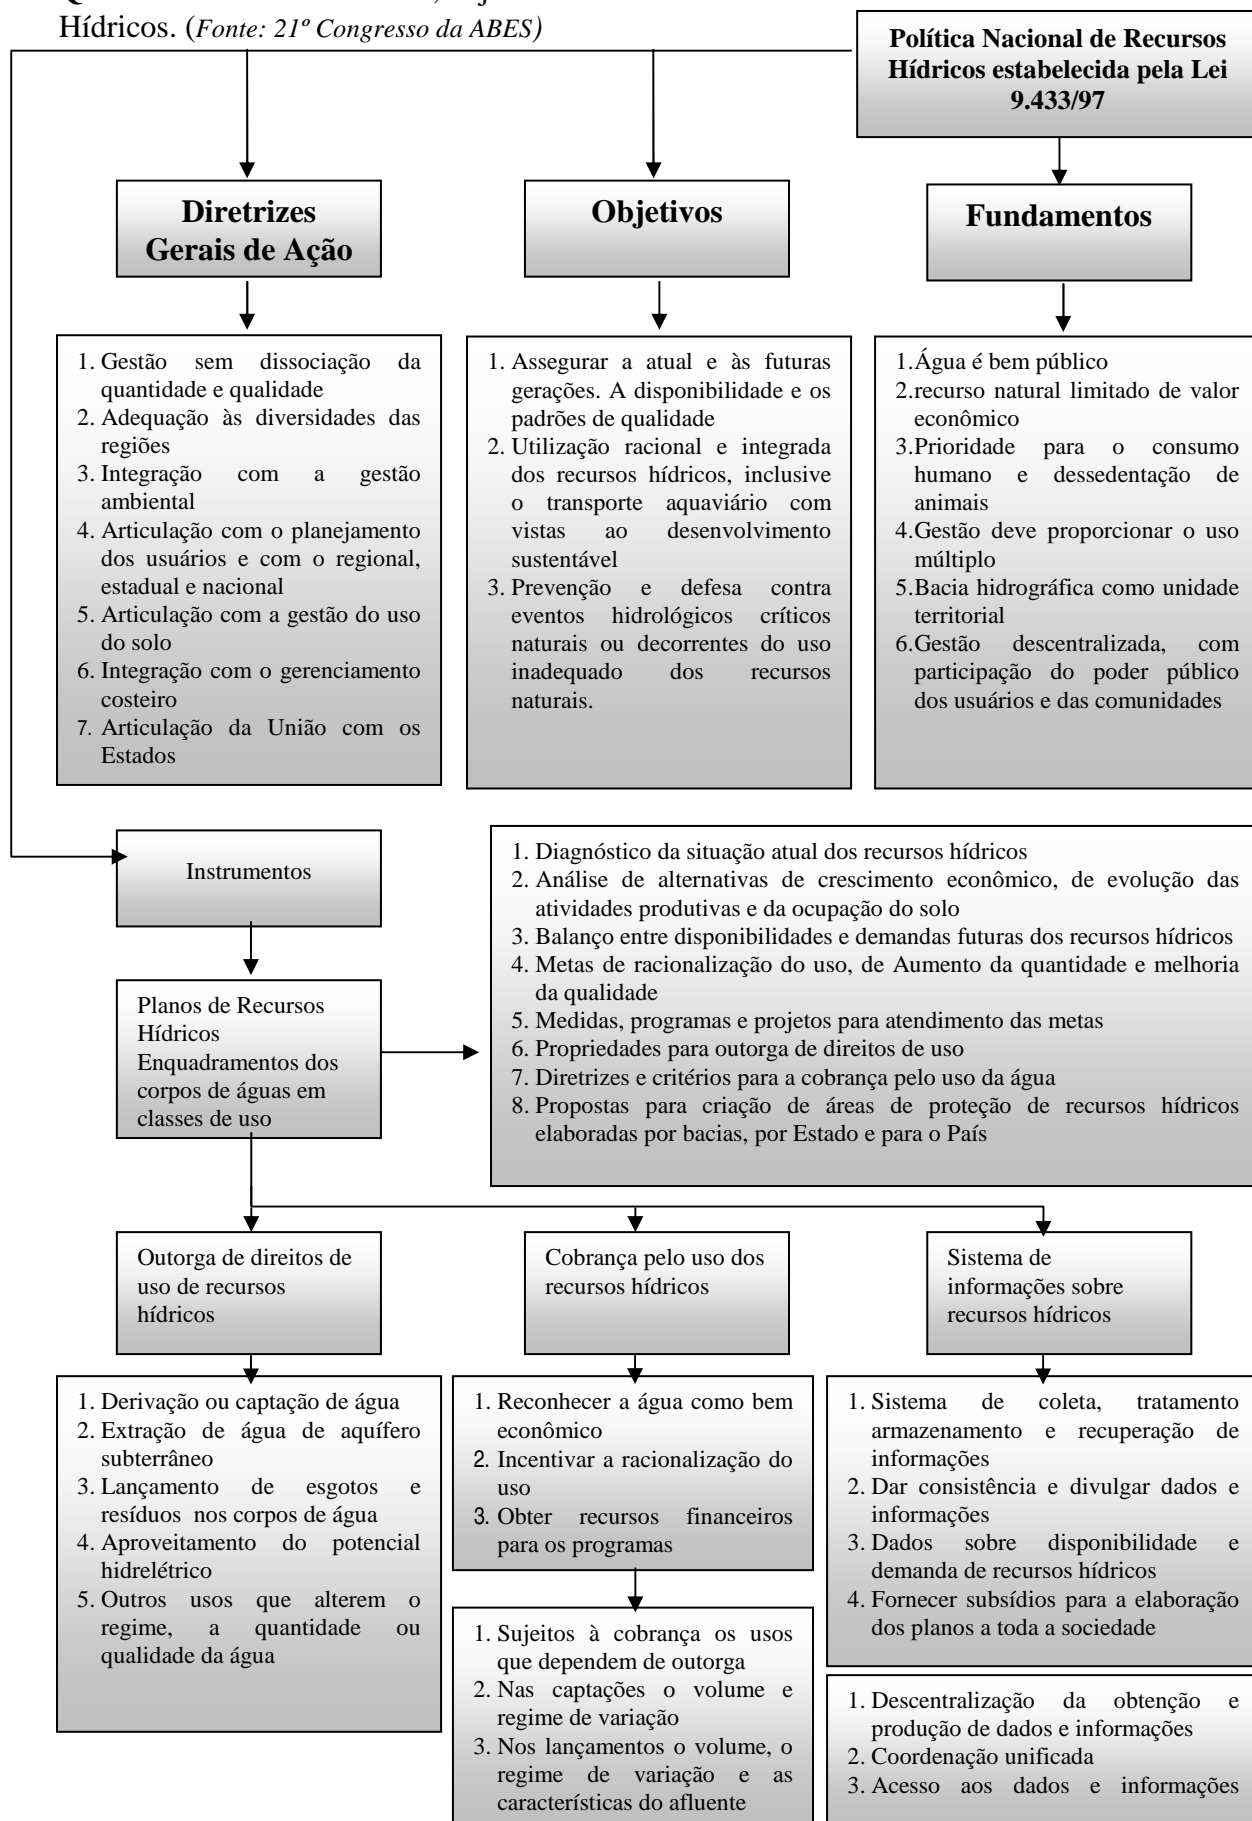 Hídricos. (Fonte: 21º Congresso da ABES)
Política Nacional de Recursos
Hídricos estabelecida pela Lei
9.433/97
Diretrizes
Gerais de Ação
Objetivos
Fundamentos
1. Gestão sem dissociação da
quantidade e qualidade
2. Adequação às diversidades das
regiões
3. Integração com a gestão
ambiental
4. Articulação com o planejamento
dos usuários e com o regional,
estadual e nacional
5. Articulação com a gestão do uso
do solo
6. Integração com o gerenciamento
costeiro
7. Articulação da União com os
Estados
1. Assegurar a atual e às futuras
gerações. A disponibilidade e os
padrões de qualidade
2. Utilização racional e integrada
dos recursos hídricos, inclusive
o transporte aquaviário com
vistas ao desenvolvimento
sustentável
3. Prevenção e defesa contra
eventos hidrológicos críticos
naturais ou decorrentes do uso
inadequado dos recursos
naturais.
1.Água é bem público
2.recurso natural limitado de valor
econômico
3.Prioridade para o consumo
humano e dessedentação de
animais
4.Gestão deve proporcionar o uso
múltiplo
5.Bacia hidrográfica como unidade
territorial
6.Gestão descentralizada, com
participação do poder público
dos usuários e das comunidades
Instrumentos
Planos de Recursos
Hídricos
Enquadramentos dos
corpos de águas em
classes de uso
1. Diagnóstico da situação atual dos recursos hídricos
2. Análise de alternativas de crescimento econômico, de evolução das
atividades produtivas e da ocupação do solo
3. Balanço entre disponibilidades e demandas futuras dos recursos hídricos
4. Metas de racionalização do uso, de Aumento da quantidade e melhoria
da qualidade
5. Medidas, programas e projetos para atendimento das metas
6. Propriedades para outorga de direitos de uso
7. Diretrizes e critérios para a cobrança pelo uso da água
8. Propostas para criação de áreas de proteção de recursos hídricos
elaboradas por bacias, por Estado e para o País
Outorga de direitos de
uso de recursos
hídricos
Cobrança pelo uso dos
recursos hídricos
Sistema de
informações sobre
recursos hídricos
1. Derivação ou captação de água
2. Extração de água de aquífero
subterrâneo
3. Lançamento de esgotos e
resíduos nos corpos de água
4. Aproveitamento do potencial
hidrelétrico
5. Outros usos que alterem o
regime, a quantidade ou
qualidade da água
1. Reconhecer a água como bem
econômico
2. Incentivar a racionalização do
uso
3. Obter recursos financeiros
para os programas
1. Sistema de coleta, tratamento
armazenamento e recuperação de
informações
2. Dar consistência e divulgar dados e
informações
3. Dados sobre disponibilidade e
demanda de recursos hídricos
4. Fornecer subsídios para a elaboração
dos planos a toda a sociedade
1. Sujeitos à cobrança os usos
que dependem de outorga
2. Nas captações o volume e
regime de variação
3. Nos lançamentos o volume, o
regime de variação e as
características do afluente
1. Descentralização da obtenção e
produção de dados e informações
2. Coordenação unificada
3. Acesso aos dados e informações